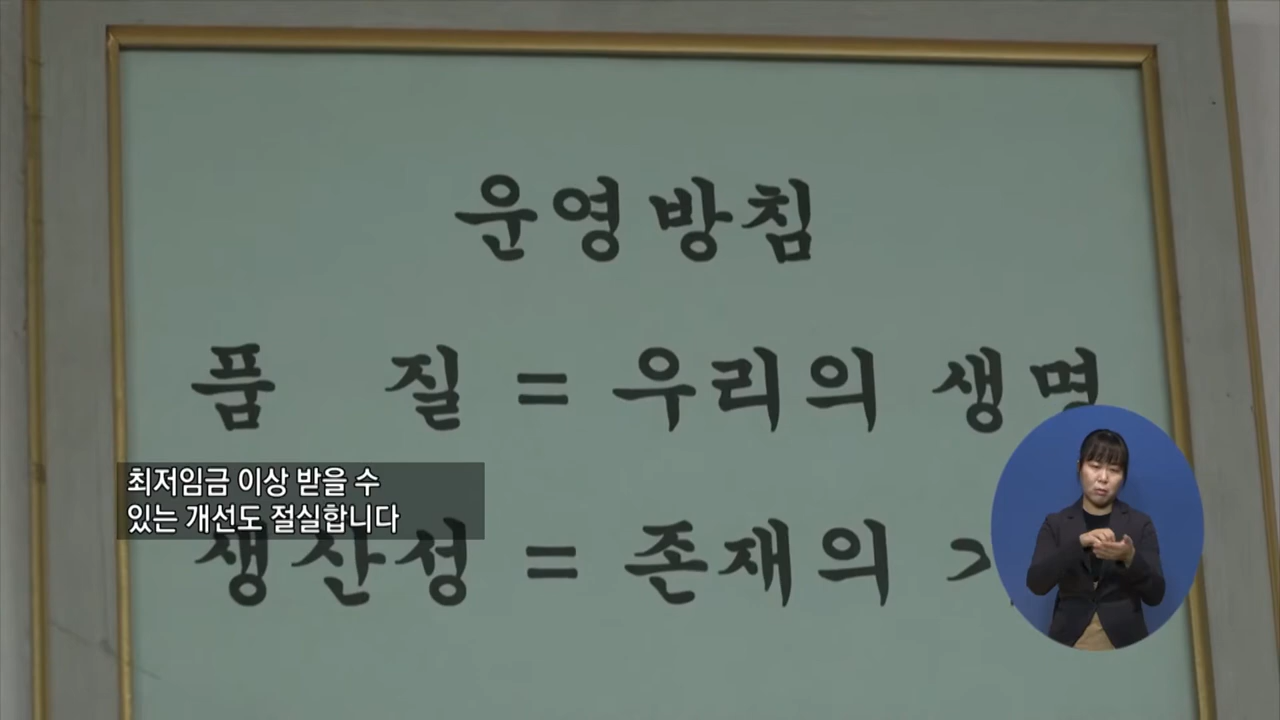 운영방침
품 질 = 우리의 생명
최저임금 이상 받을 수
있는 개선도 절실합니다
생산성 = 존재의